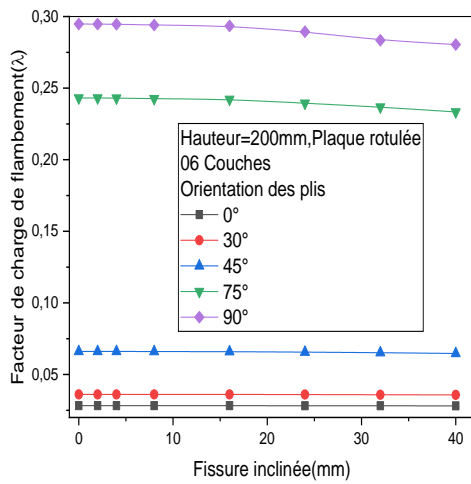 0,30
0,25
0,20
0,15
0,10
0,05
Facteur de charge de flambement(λ)
Hauteur=200mm,Plaque rotulée
06 Couches
Orientation des plis
0°
30°
45°
75°
90°
0 10 20 30 40
Fissure inclinée(mm)